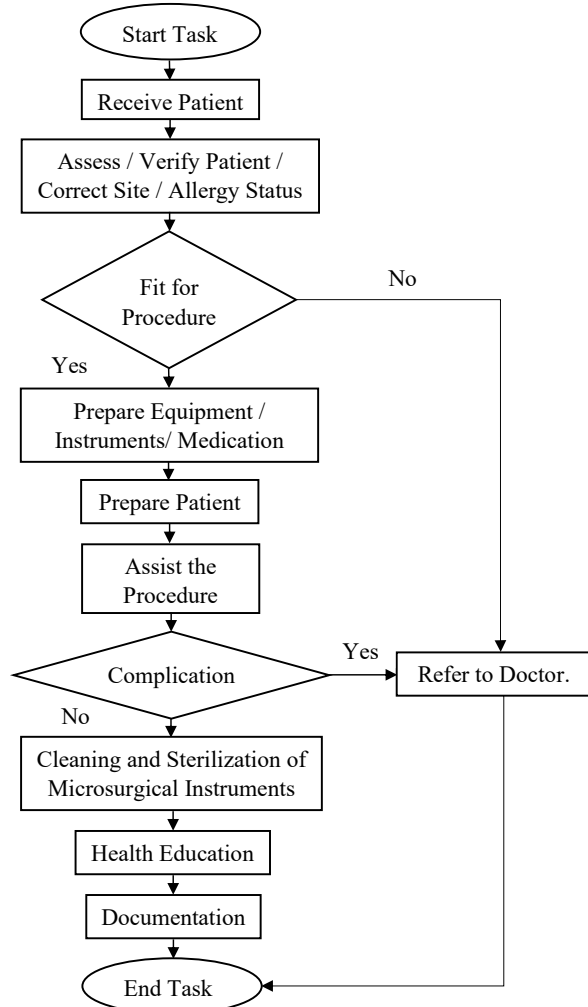 Start Task
Receive Patient
Assess / Verify Patient /
Correct Site / Allergy Status
Fit for
Procedure
No
Yes
Prepare Equipment /
Instruments/ Medication
Prepare Patient
Assist the
Procedure
Complication
Yes
Refer to Doctor.
No
Cleaning and Sterilization of
Microsurgical Instruments
Health Education
Documentation
End Task